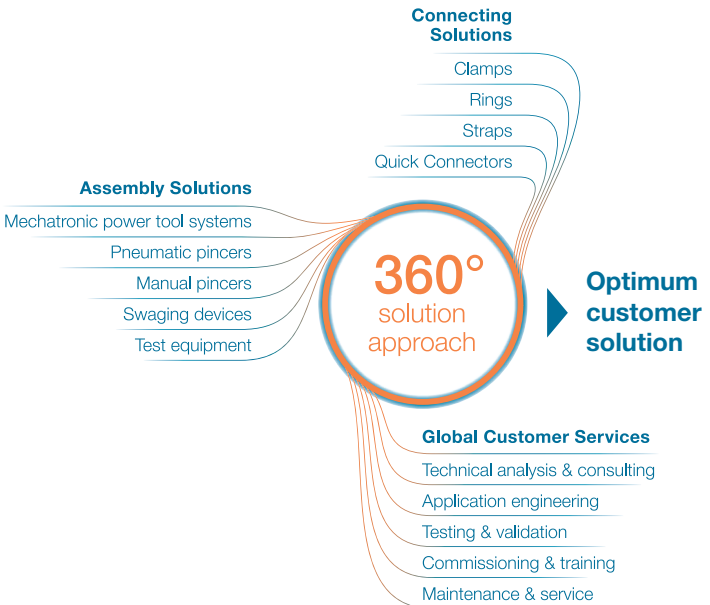 Connecting
Solutions
Clamps
Rings
Straps
Quick Connectors
Assembly Solutions
Mechatronic power tool systems
Pneumatic pincers
Manual pincers
Swaging devices
Test equipment
360°
solution
approach
Optimum
customer
solution
Global Customer Services
Technical analysis & consulting
Application engineering
Testing & validation
Commissioning & training
Maintenance & service